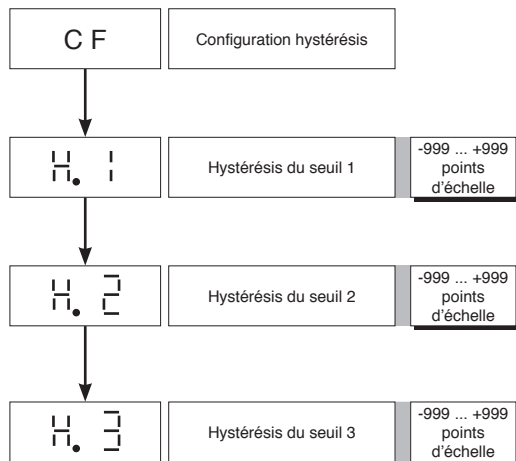 C F
Configuration hystérésis
H. 1
Hystérésis du seuil 1
-999 ... +999
points
d'échelle
H. 2
Hystérésis du seuil 2
-999 ... +999
points
d'échelle
H. 3
Hystérésis du seuil 3
-999 ... +999
points
d'échelle